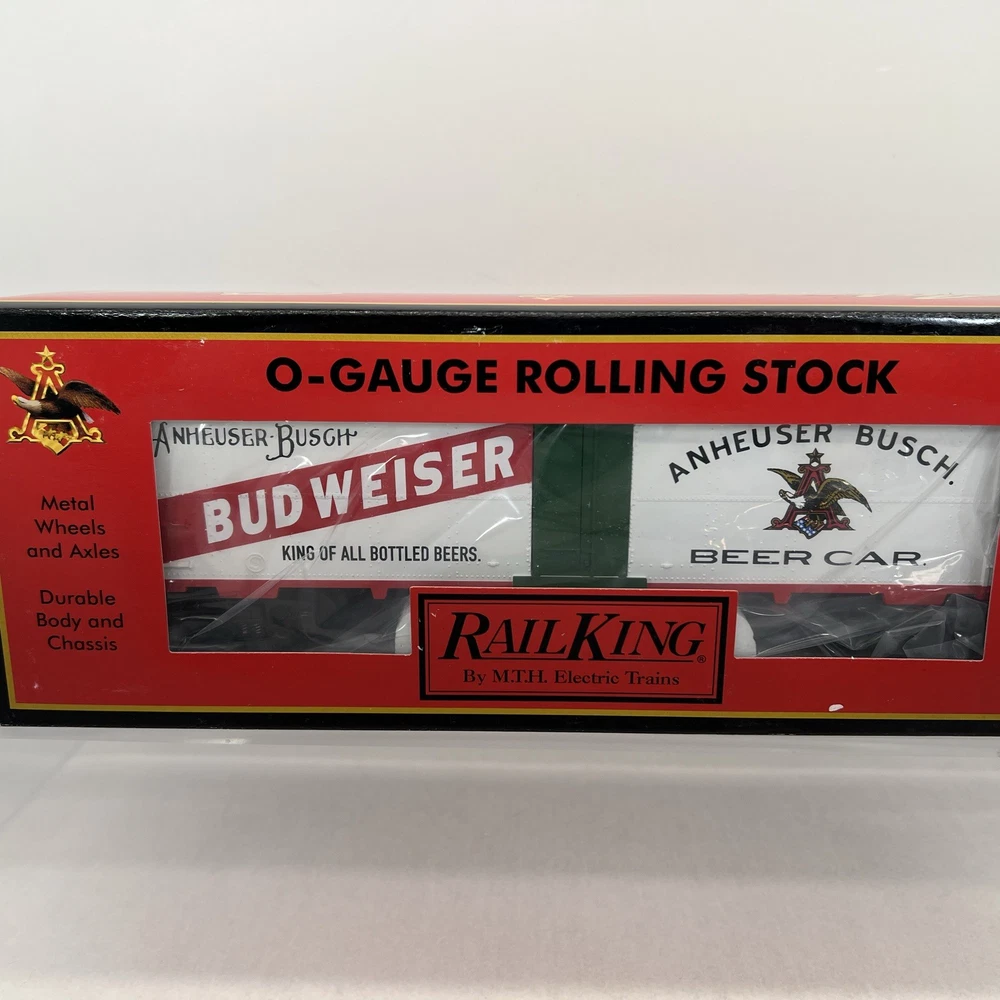 O-GAUGE ROLLING STOCK
A
Metal
Wheels
and Axles
Durable
Body and
Chassis
ANHEUSER-BUSCH
BUDWEISER
KING OF ALL BOTTLED BEERS.
ANHEUSER BUSCH.
A
BEER CAR.
RAILKING®
By M.T.H. Electric Trains